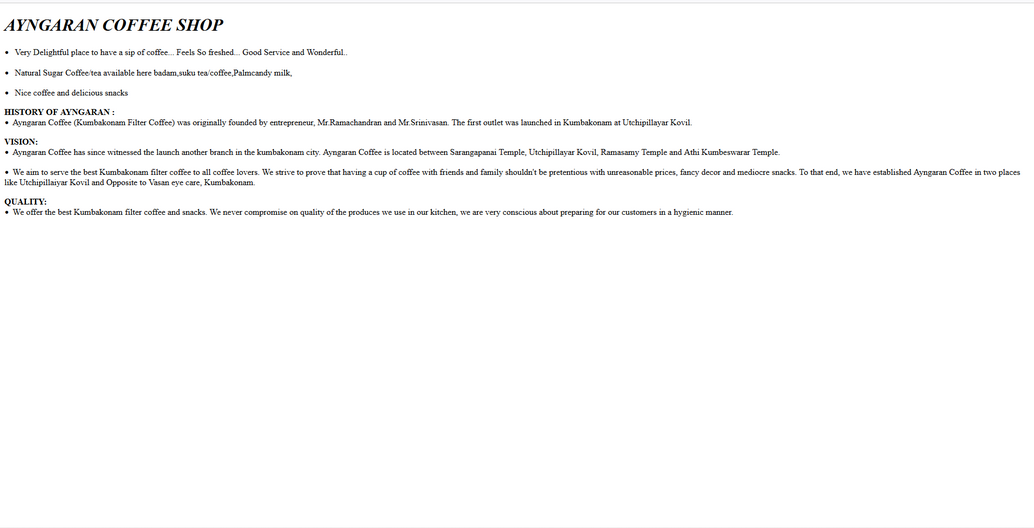 AYNGARAN COFFEE SHOP
• Very Delightful place to have a sip of coffee... Feels So freshed... Good Service and Wonderful..
• Natural Sugar Coffee/tea available here badam,suku tea/coffee,Palmcandy milk,
• Nice coffee and delicious snacks
HISTORY OF AYNGARAN :
• Ayngaran Coffee (Kumbakonam Filter Coffee) was originally founded by entrepreneur, Mr.Ramachandran and Mr.Srinivasan. The first outlet was launched in Kumbakonam at Utchipillayar Kovil.
VISION:
• Ayngaran Coffee has since witnessed the launch another branch in the kumbakonam city. Ayngaran Coffee is located between Sarangapanai Temple, Utchipillayar Kovil, Ramasamy Temple and Athi Kumbeswarar Temple.
• We aim to serve the best Kumbakonam filter coffee to all coffee lovers. We strive to prove that having a cup of coffee with friends and family shouldn't be pretentious with unreasonable prices, fancy decor and mediocre snacks. To that end, we have established Ayngaran Coffee in two places
like Utchipillaiyar Kovil and Opposite to Vasan eye care, Kumbakonam.
QUALITY:
• We offer the best Kumbakonam filter coffee and snacks. We never compromise on quality of the produces we use in our kitchen, we are very conscious about preparing for our customers in a hygienic manner.